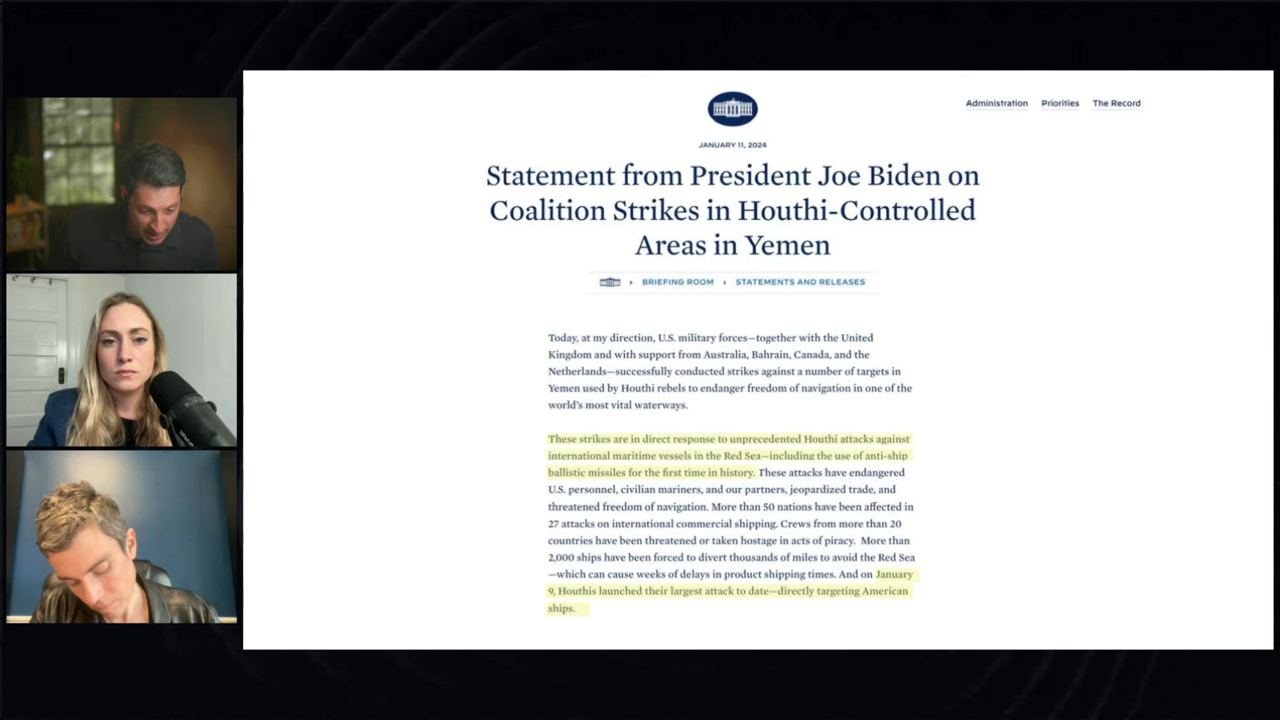 Administration Priorities The Record
JANUARY 11, 2024
Statement from President Joe Biden on
Coalition Strikes in Houthi-Controlled
Areas in Yemen
› BRIEFING ROOM › STATEMENTS AND RELEASES
Today, at my direction, U.S. military forces—together with the United
Kingdom and with support from Australia, Bahrain, Canada, and the
Netherlands—successfully conducted strikes against a number of targets in
Yemen used by Houthi rebels to endanger freedom of navigation in one of the
world's most vital waterways.
These strikes are in direct response to unprecedented Houthi attacks against
international maritime vessels in the Red Sea—including the use of anti-ship
ballistic missiles for the first time in history. These attacks have endangered
U.S. personnel, civilian mariners, and our partners, jeopardized trade, and
threatened freedom of navigation. More than 50 nations have been affected in
27 attacks on international commercial shipping. Crews from more than 20
countries have been threatened or taken hostage in acts of piracy. More than
2,000 ships have been forced to divert thousands of miles to avoid the Red Sea
—which can cause weeks of delays in product shipping times. And on January
9, Houthis launched their largest attack to date—directly targeting American
ships.